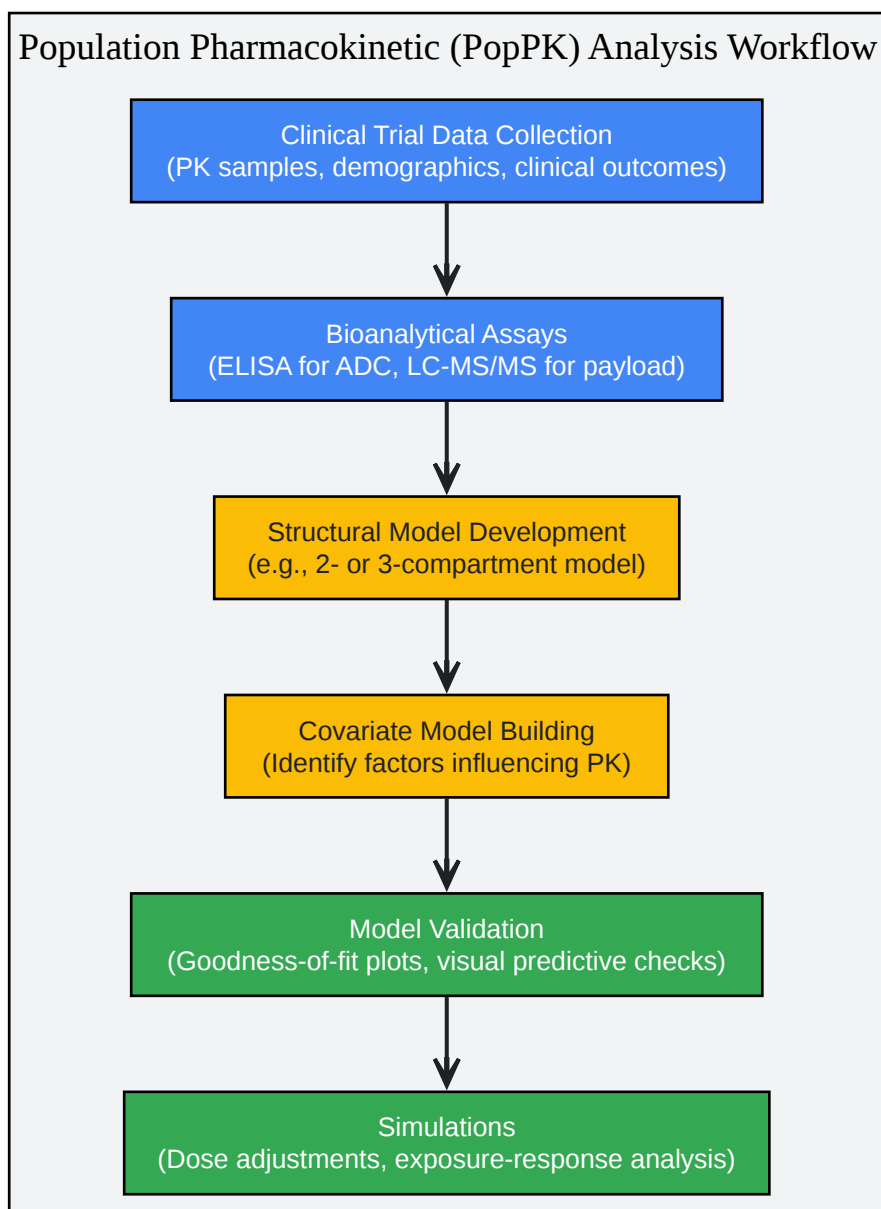 Population Pharmacokinetic (PopPK) Analysis Workflow
Clinical Trial Data Collection
(PK samples, demographics, clinical outcomes)
Bioanalytical Assays
(ELISA for ADC, LC-MS/MS for payload)
Structural Model Development
(e.g., 2- or 3-compartment model)
Covariate Model Building
(Identify factors influencing PK)
Model Validation
(Goodness-of-fit plots, visual predictive checks)
Simulations
(Dose adjustments, exposure-response analysis)